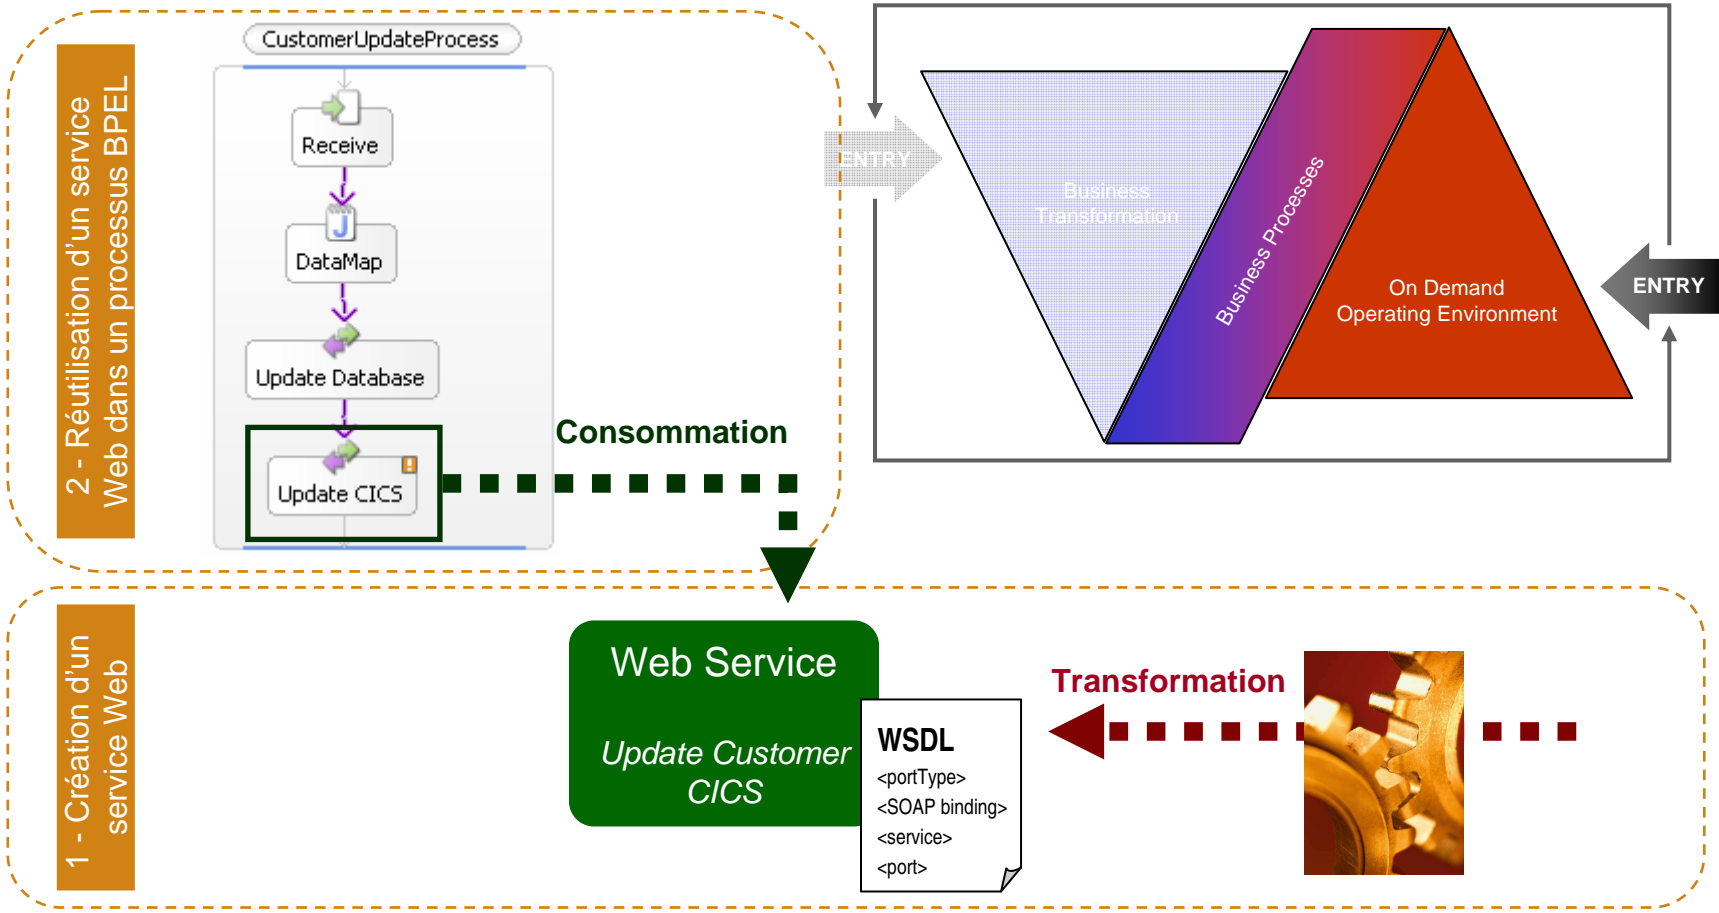 2 - Réutilisation d'un service
Web dans un processus BPEL
CustomerUpdateProcess
Receive
DataMap
Update Database
Update CICS
Consommation
ENTRY
Business
Transformation
Business Processes
On Demand
Operating Environment
ENTRY
1 - Création d'un
service Web
Web Service
Update Customer
CICS
WSDL
<portType>
<SOAP binding>
<service>
<port>
Transformation